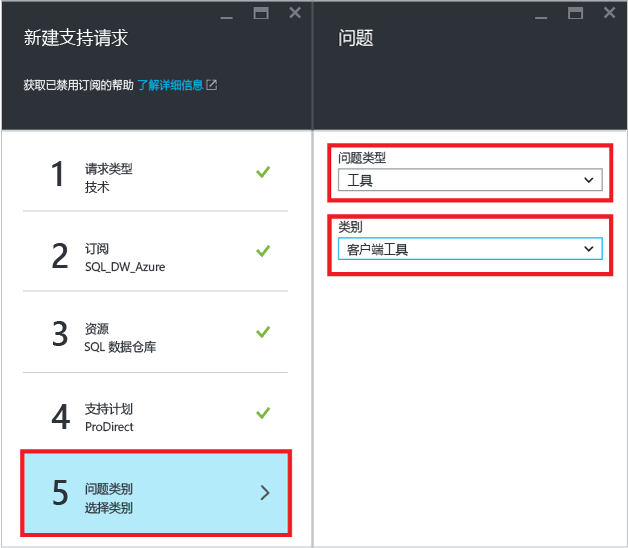 新建支持请求
获取已禁用订阅的帮助 了解详细信息
1
请求类型
技术
2
订阅
SQL_DW_Azure
3
资源
SQL 数据仓库
4
支持计划
ProDirect
5
问题类别
选择类别
问题
问题类型
工具
类别
客户端工具